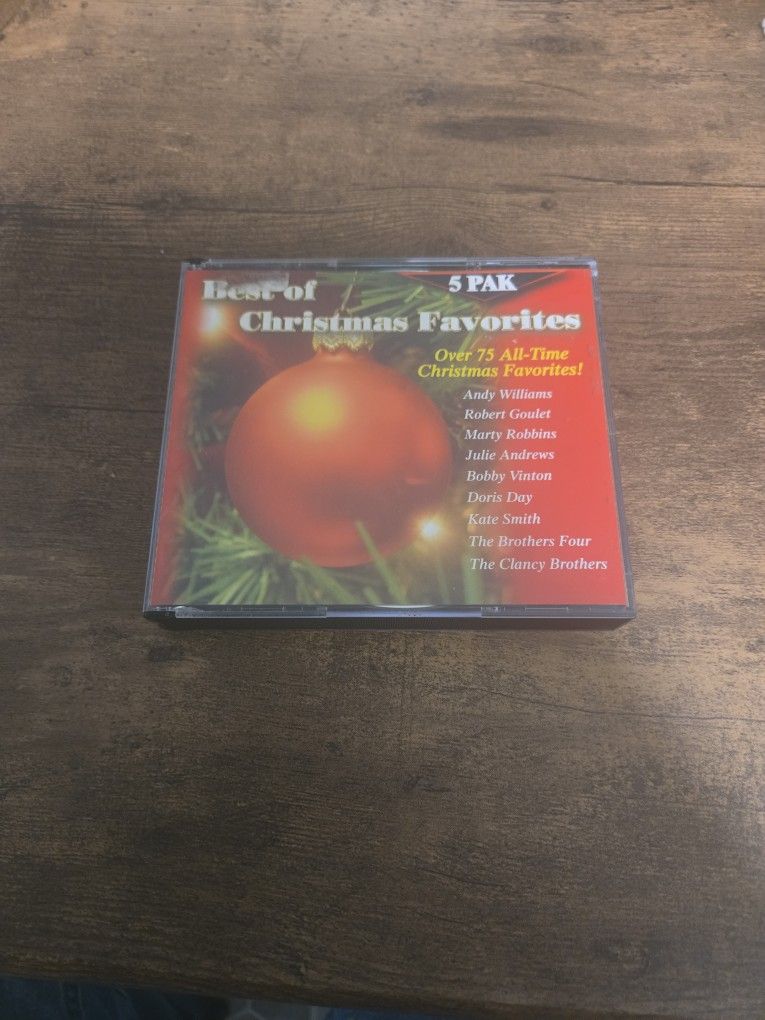 5 PAK
Best of
Christmas Favorites
Over 75 All-Time
Christmas Favorites!
Andy Williams
Robert Goulet
Marty Robbins
Julie Andrews
Bobby Vinton
Doris Day
Kate Smith
The Brothers Four
The Clancy Brothers